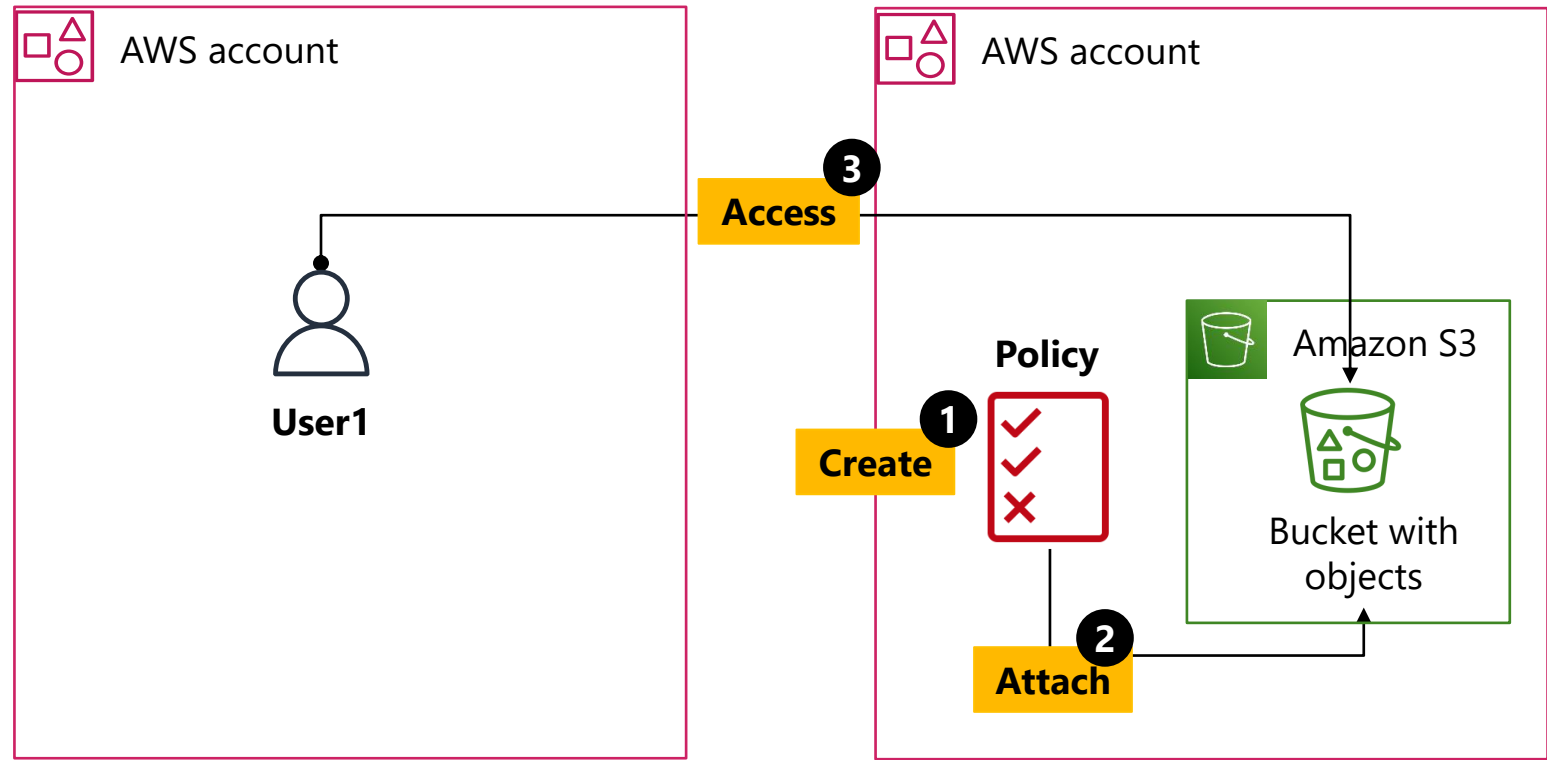 AWS account
AWS account
3
Access
Amazon S3
Policy
1
User1
Create
Bucket with
objects
2
Attach